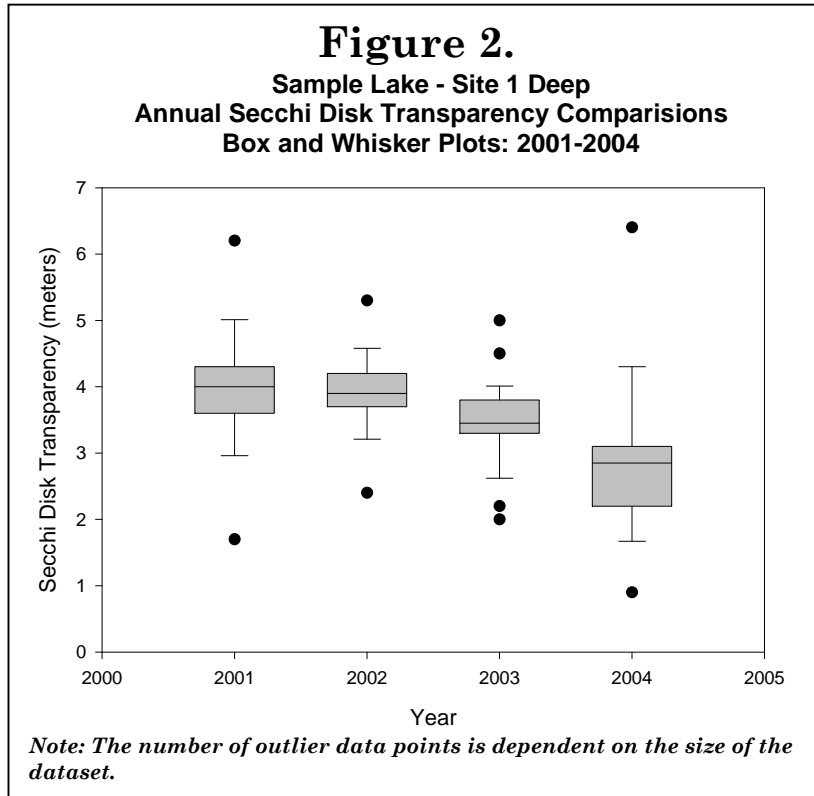 Figure 2.
Sample Lake - Site 1 Deep
Annual Secchi Disk Transparency Comparisions
Box and Whisker Plots: 2001-2004
Secchi Disk Transparency (meters)
7
6
5
4
3
2
1
0
2000 2001 2002 2003 2004 2005
Year
Note: The number of outlier data points is dependent on the size of the
dataset.